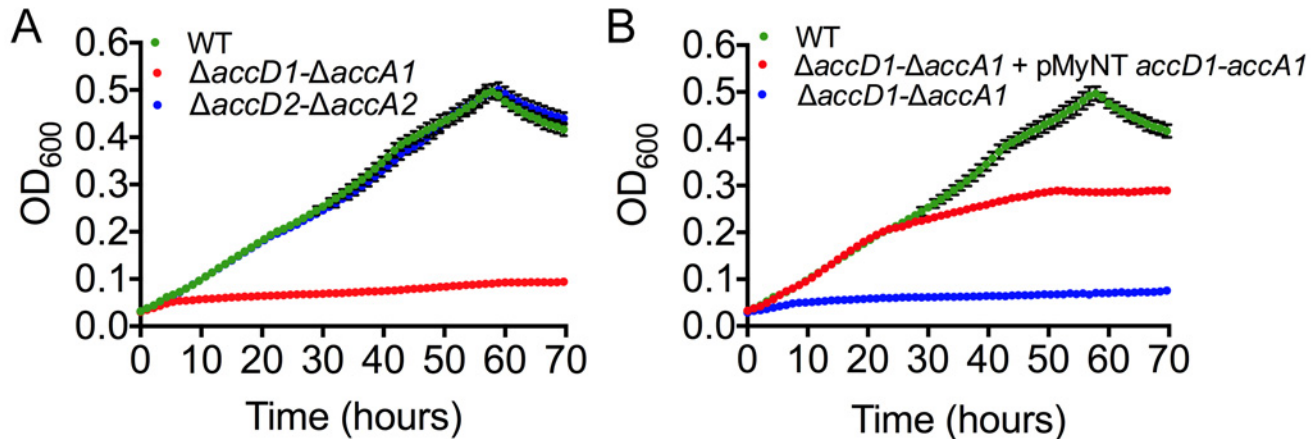 A
WT
ΔaccD1-ΔaccA1
ΔaccD2-ΔaccA2
OD600
0.6
0.5
0.4
0.3
0.2
0.1
0.0
0 10 20 30 40 50 60 70
Time (hours)
B
WT
ΔaccD1-ΔaccA1 + pMyNT accD1-accA1
ΔaccD1-ΔaccA1
OD600
0.6
0.5
0.4
0.3
0.2
0.1
0.0
0 10 20 30 40 50 60 70
Time (hours)